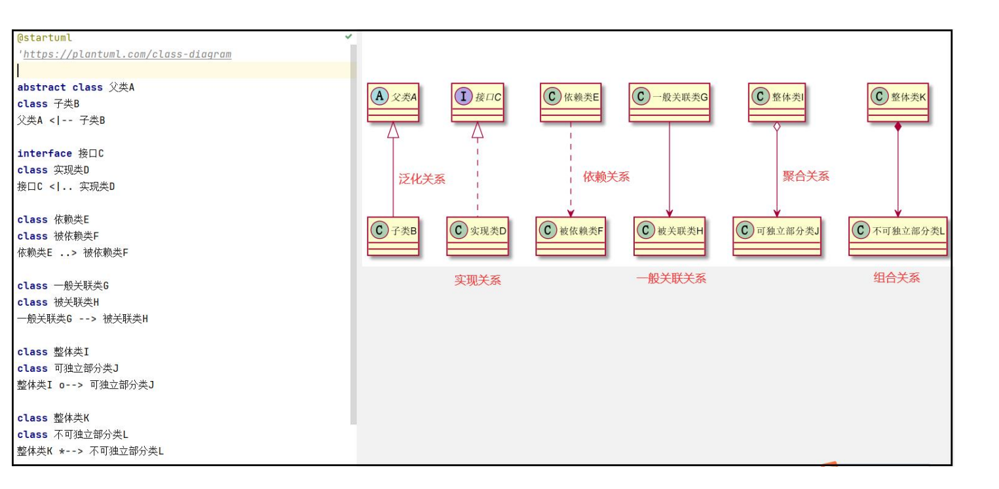 @startuml
'https://plantuml.com/class-diagram
abstract class 父类A
class 子类B
父类A <|-- 子类B
interface 接口C
class 实现类D
接口C <|.. 实现类D
class 依赖类E
class 被依赖类F
依赖类E ..> 被依赖类F
class 一般关联类G
class 被关联类H
一般关联类G --> 被关联类H
class 整体类I
class 可独立部分类J
整体类I o--> 可独立部分类J
class 整体类K
class 不可独立部分类L
整体类K *--> 不可独立部分类L
A 父类A
I 接口C
C 依赖类E
C 一般关联类G
C 整体类I
C 整体类K
泛化关系
依赖关系
聚合关系
C 子类B
C 实现类D
C 被依赖类F
C 被关联类H
C 可独立部分类J
C 不可独立部分类L
实现关系
一般关联关系
组合关系